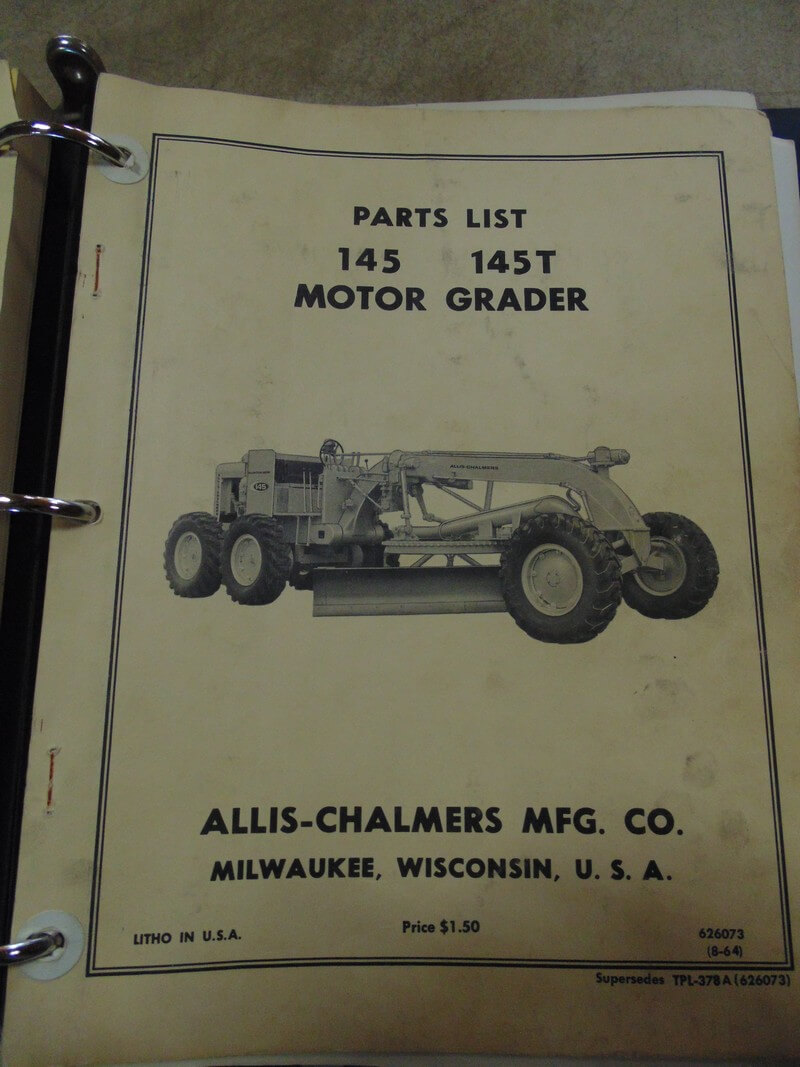 PARTS LIST
145 145T
MOTOR GRADER
ALLIS-CHALMERS
145
ALLIS-CHALMERS MFG. CO.
MILWAUKEE, WISCONSIN, U. S. A.
LITHO IN U.S.A.
Price $1.50
626073
(8-64)
Supersedes TPL-378A (626073)